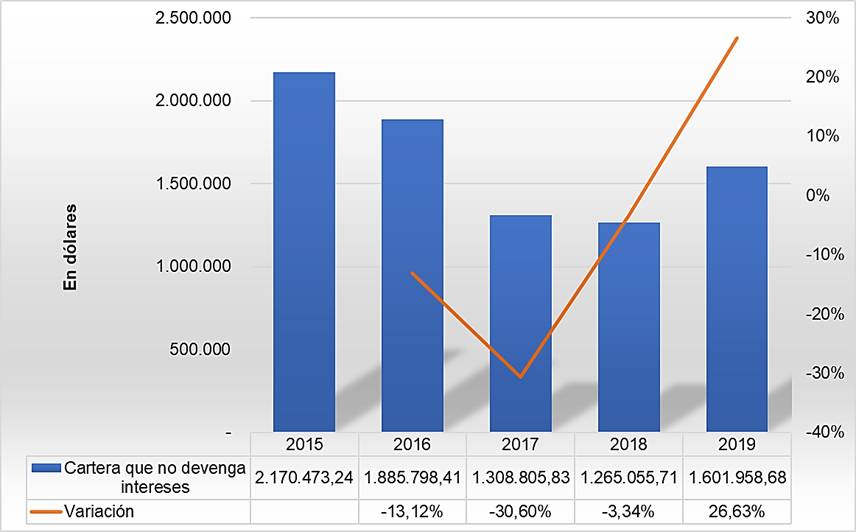 2.500.000
2.000.000
1.500.000
1.000.000
500.000
-
En dólares
30%
20%
10%
0%
-10%
-20%
-30%
-40%
2015 2016 2017 2018 2019
Cartera que no devenga
intereses 2.170.473,24 1.885.798,41 1.308.805,83 1.265.055,71 1.601.958,68
Variación -13,12% -30,60% -3,34% 26,63%